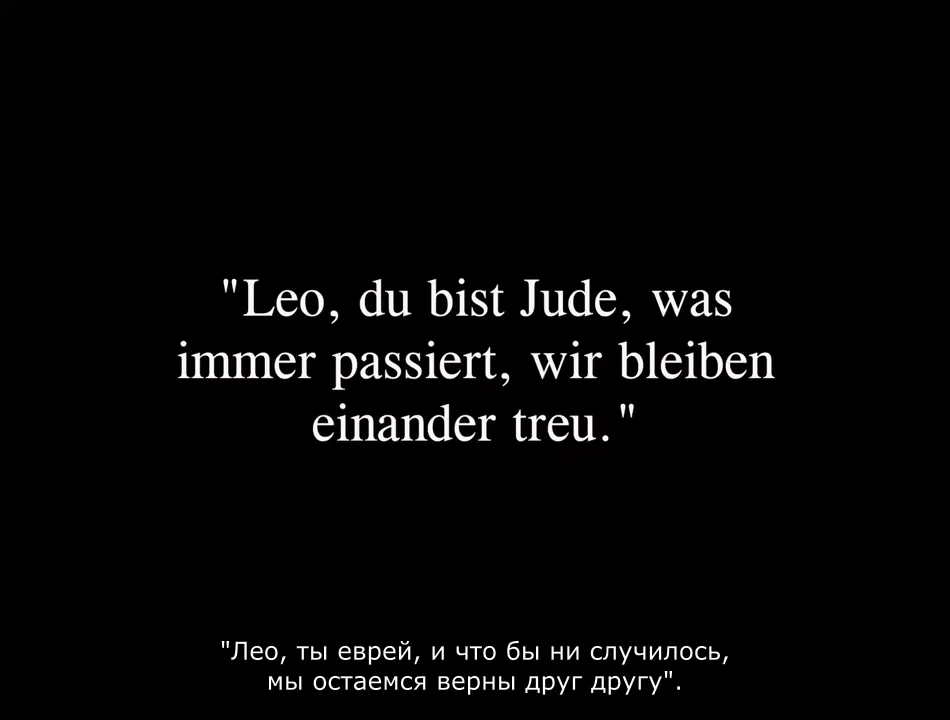 "Leo, du bist Jude, was
immer passiert, wir bleiben
einander treu."
"Лео, ты еврей, и что бы ни случилось,
мы остаемся верны друг другу".